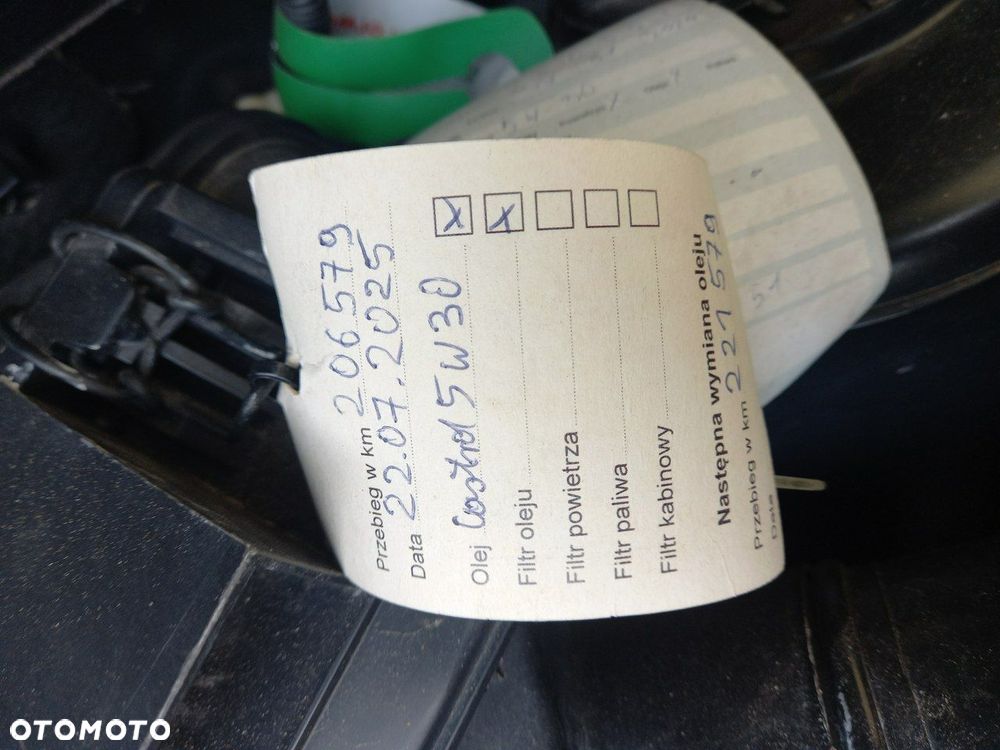 Przebieg w km 206579
Data 22.07.2025
Olej Castrol 5W30 X
Filtr oleju X
Filtr powietrza
Filtr paliwa
Filtr kabinowy
Następna wymiana oleju
Przebieg w km 221579
Data
OTOMOTO